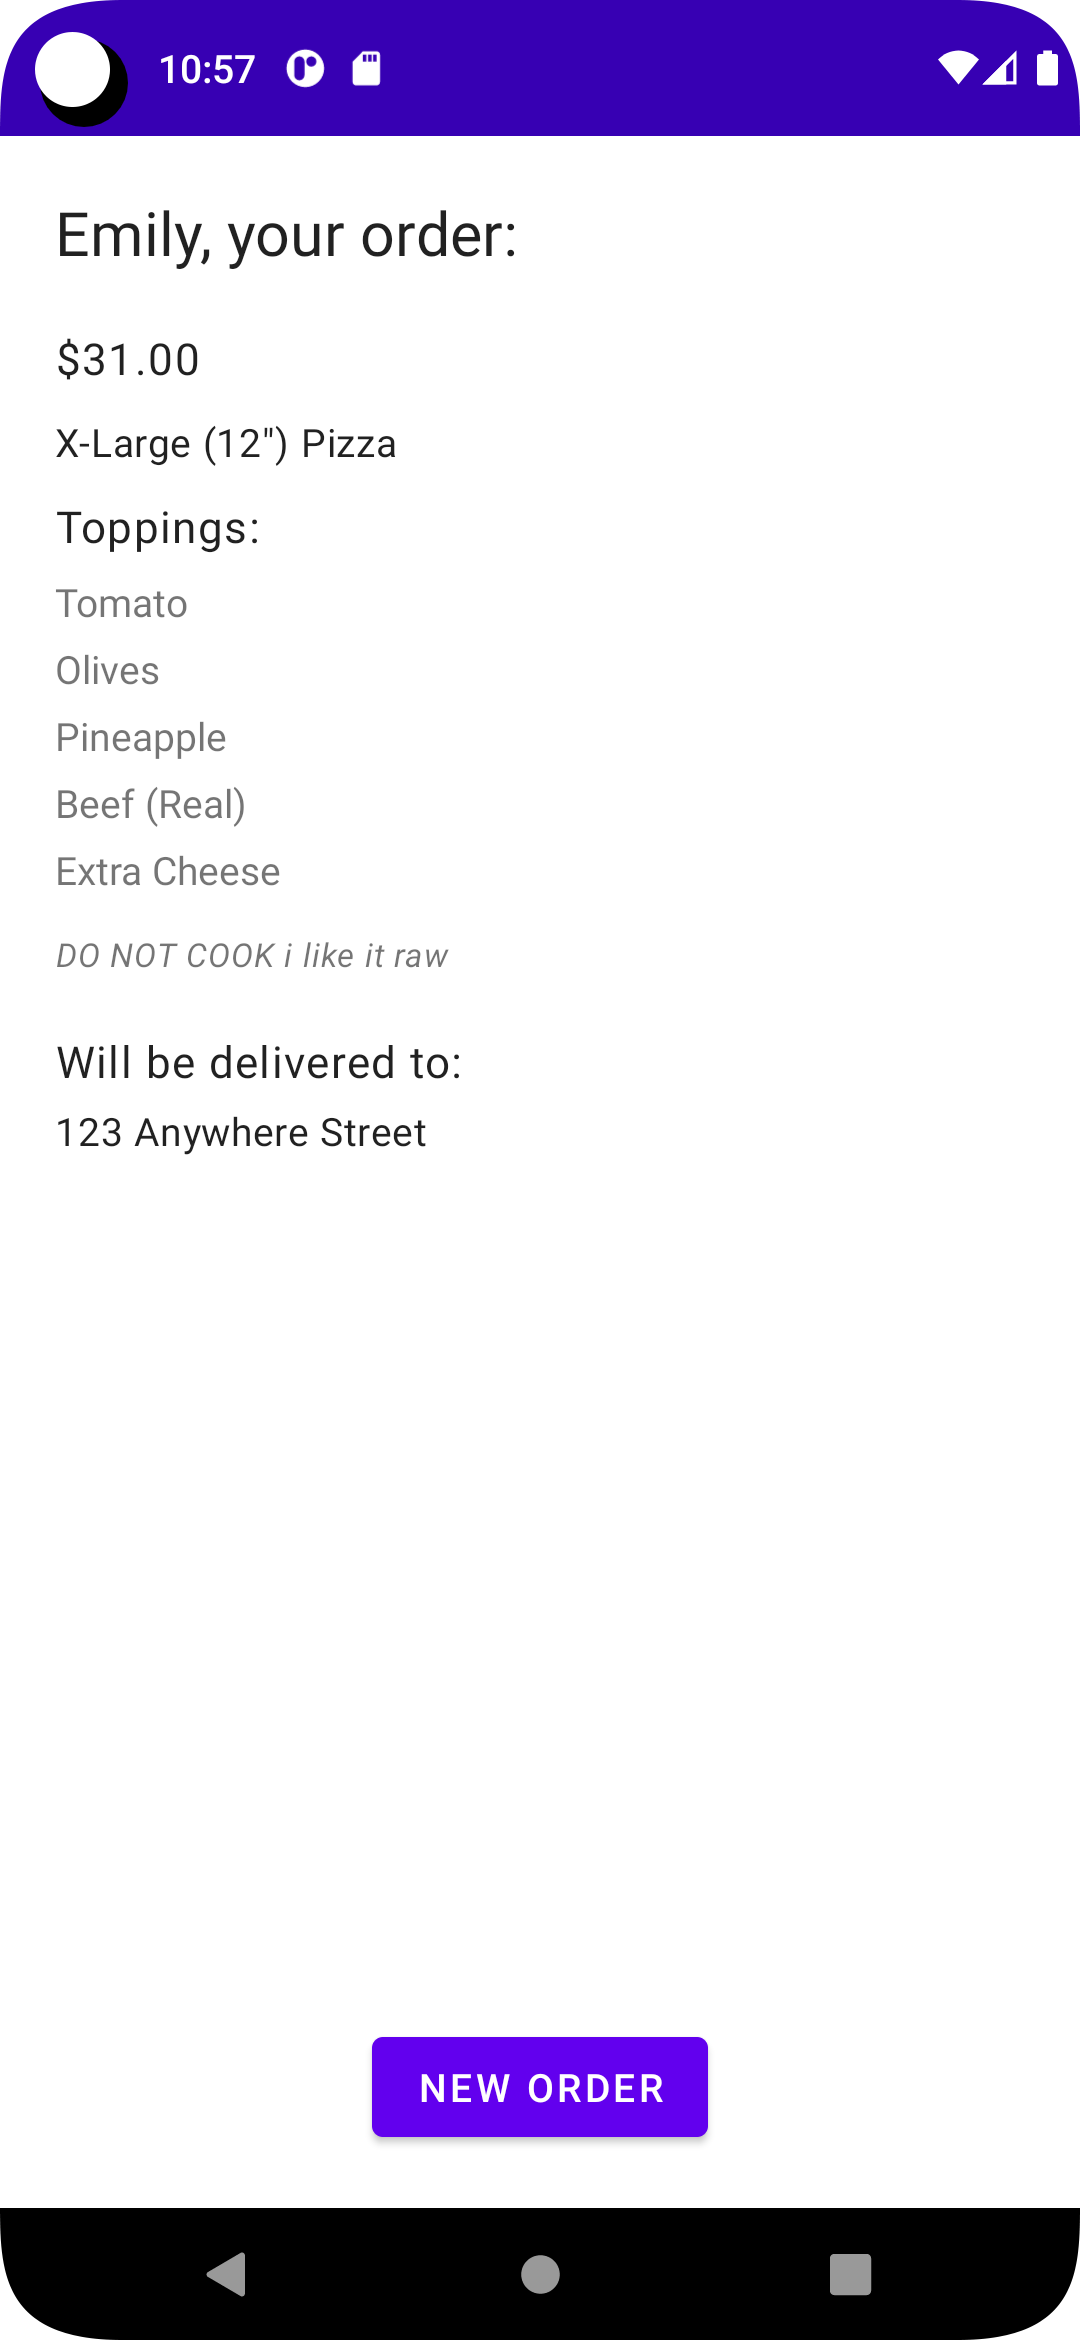 10:57
Emily, your order:
$31.00
X-Large (12") Pizza
Toppings:
Tomato
Olives
Pineapple
Beef (Real)
Extra Cheese
DO NOT COOK i like it raw
Will be delivered to:
123 Anywhere Street
NEW ORDER